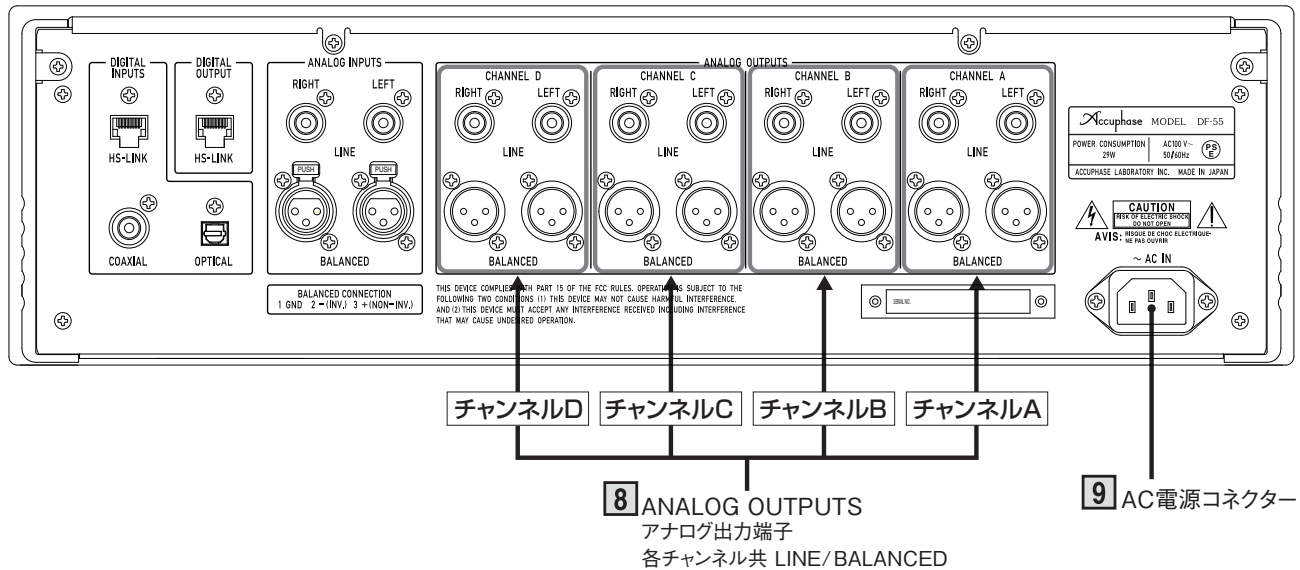 DIGITAL
INPUTS
HS-LINK
COAXIAL
OPTICAL
DIGITAL
OUTPUT
HS-LINK
ANALOG INPUTS
RIGHT
LEFT
LINE
PUSH
PUSH
BALANCED
BALANCED CONNECTION
1 GND 2 −(INV.) 3 +(NON−INV.)
ANALOG OUTPUTS
CHANNEL D
RIGHT
LEFT
LINE
BALANCED
CHANNEL C
RIGHT
LEFT
LINE
BALANCED
CHANNEL B
RIGHT
LEFT
LINE
BALANCED
CHANNEL A
RIGHT
LEFT
LINE
BALANCED
THIS DEVICE COMPLIES WITH PART 15 OF THE FCC RULES. OPERATION IS SUBJECT TO THE
FOLLOWING TWO CONDITIONS (1) THIS DEVICE MAY NOT CAUSE HARMFUL INTERFERENCE,
AND (2) THIS DEVICE MUST ACCEPT ANY INTERFERENCE RECEIVED INCLUDING INTERFERENCE
THAT MAY CAUSE UNDESIRED OPERATION.
SERIAL NO.
Accuphase MODEL DF-55
POWER CONSUMPTION
29W
AC100 V~
50/60Hz
PS
E
ACCUPHASE LABORATORY INC. MADE IN JAPAN
CAUTION
RISK OF ELECTRIC SHOCK
DO NOT OPEN
AVIS: RISQUE DE CHOC ELECTRIQUE-
NE PAS OUVRIR
~ AC IN
チャンネルD
チャンネルC
チャンネルB
チャンネルA
8 ANALOG OUTPUTS
アナログ出力端子
各チャンネル共 LINE/BALANCED
9 AC電源コネクター